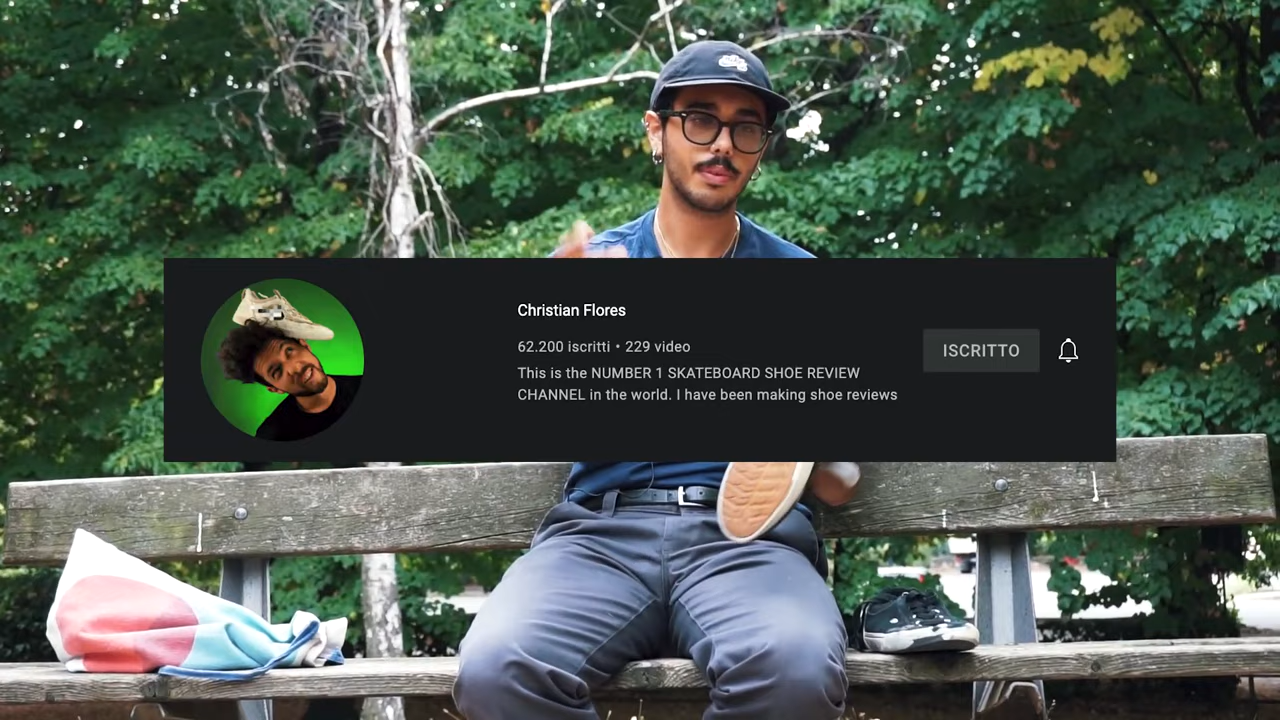 Christian Flores
62.200 iscritti • 229 video
This is the NUMBER 1 SKATEBOARD SHOE REVIEW
CHANNEL in the world. I have been making shoe reviews
ISCRITTO